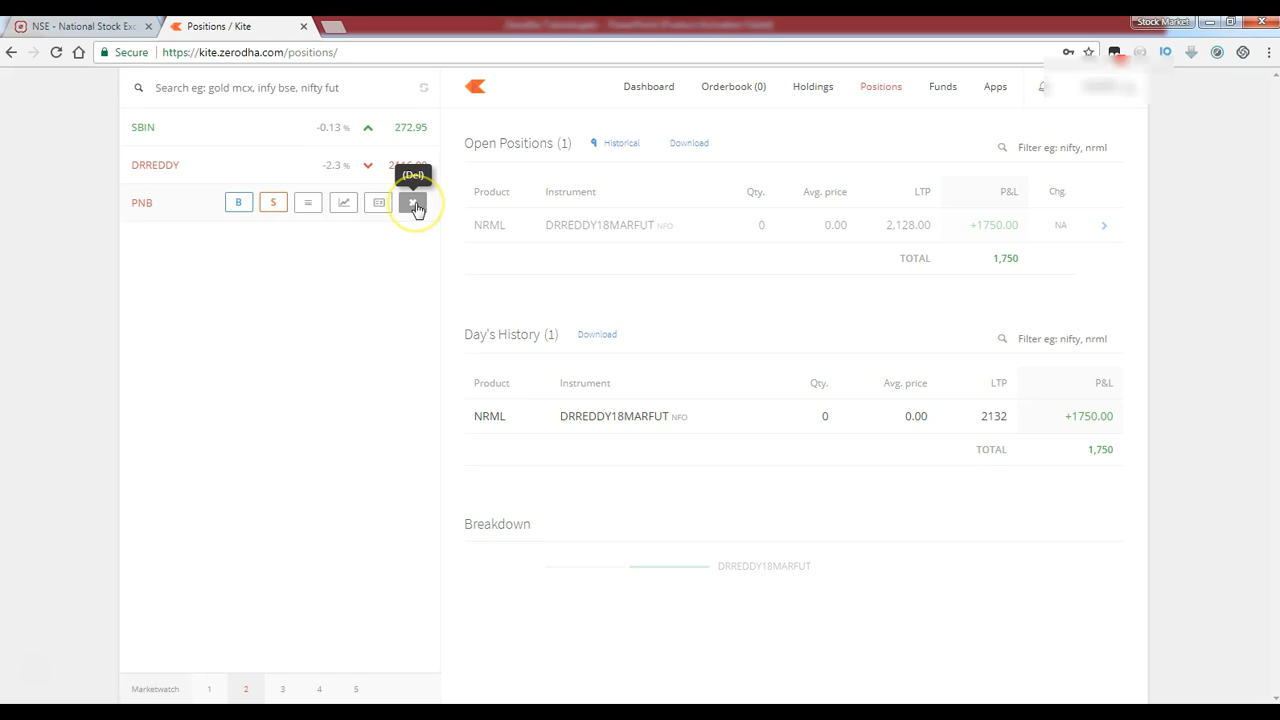 NSE - National Stock Exc
Positions / Kite
Stock Market
Secure
https://kite.zerodha.com/positions/
Search eg: gold mcx, infy bse, nifty fut
Dashboard
Orderbook (0)
Holdings
Positions
Funds
Apps
SBIN -0.13 % 272.95
DRREDDY -2.3 %
(Del)
PNB B S
Marketwatch 1 2 3 4 5
Open Positions (1) Historical Download Filter eg: nifty, nrml
Product Instrument Qty. Avg. price LTP P&L Chg.
NRML DRREDDY18MARFUT NFO 0 0.00 2,128.00 +1750.00 NA
TOTAL 1,750
Day's History (1) Download Filter eg: nifty, nrml
Product Instrument Qty. Avg. price LTP P&L
NRML DRREDDY18MARFUT NFO 0 0.00 2132 +1750.00
TOTAL 1,750
Breakdown
DRREDDY18MARFUT